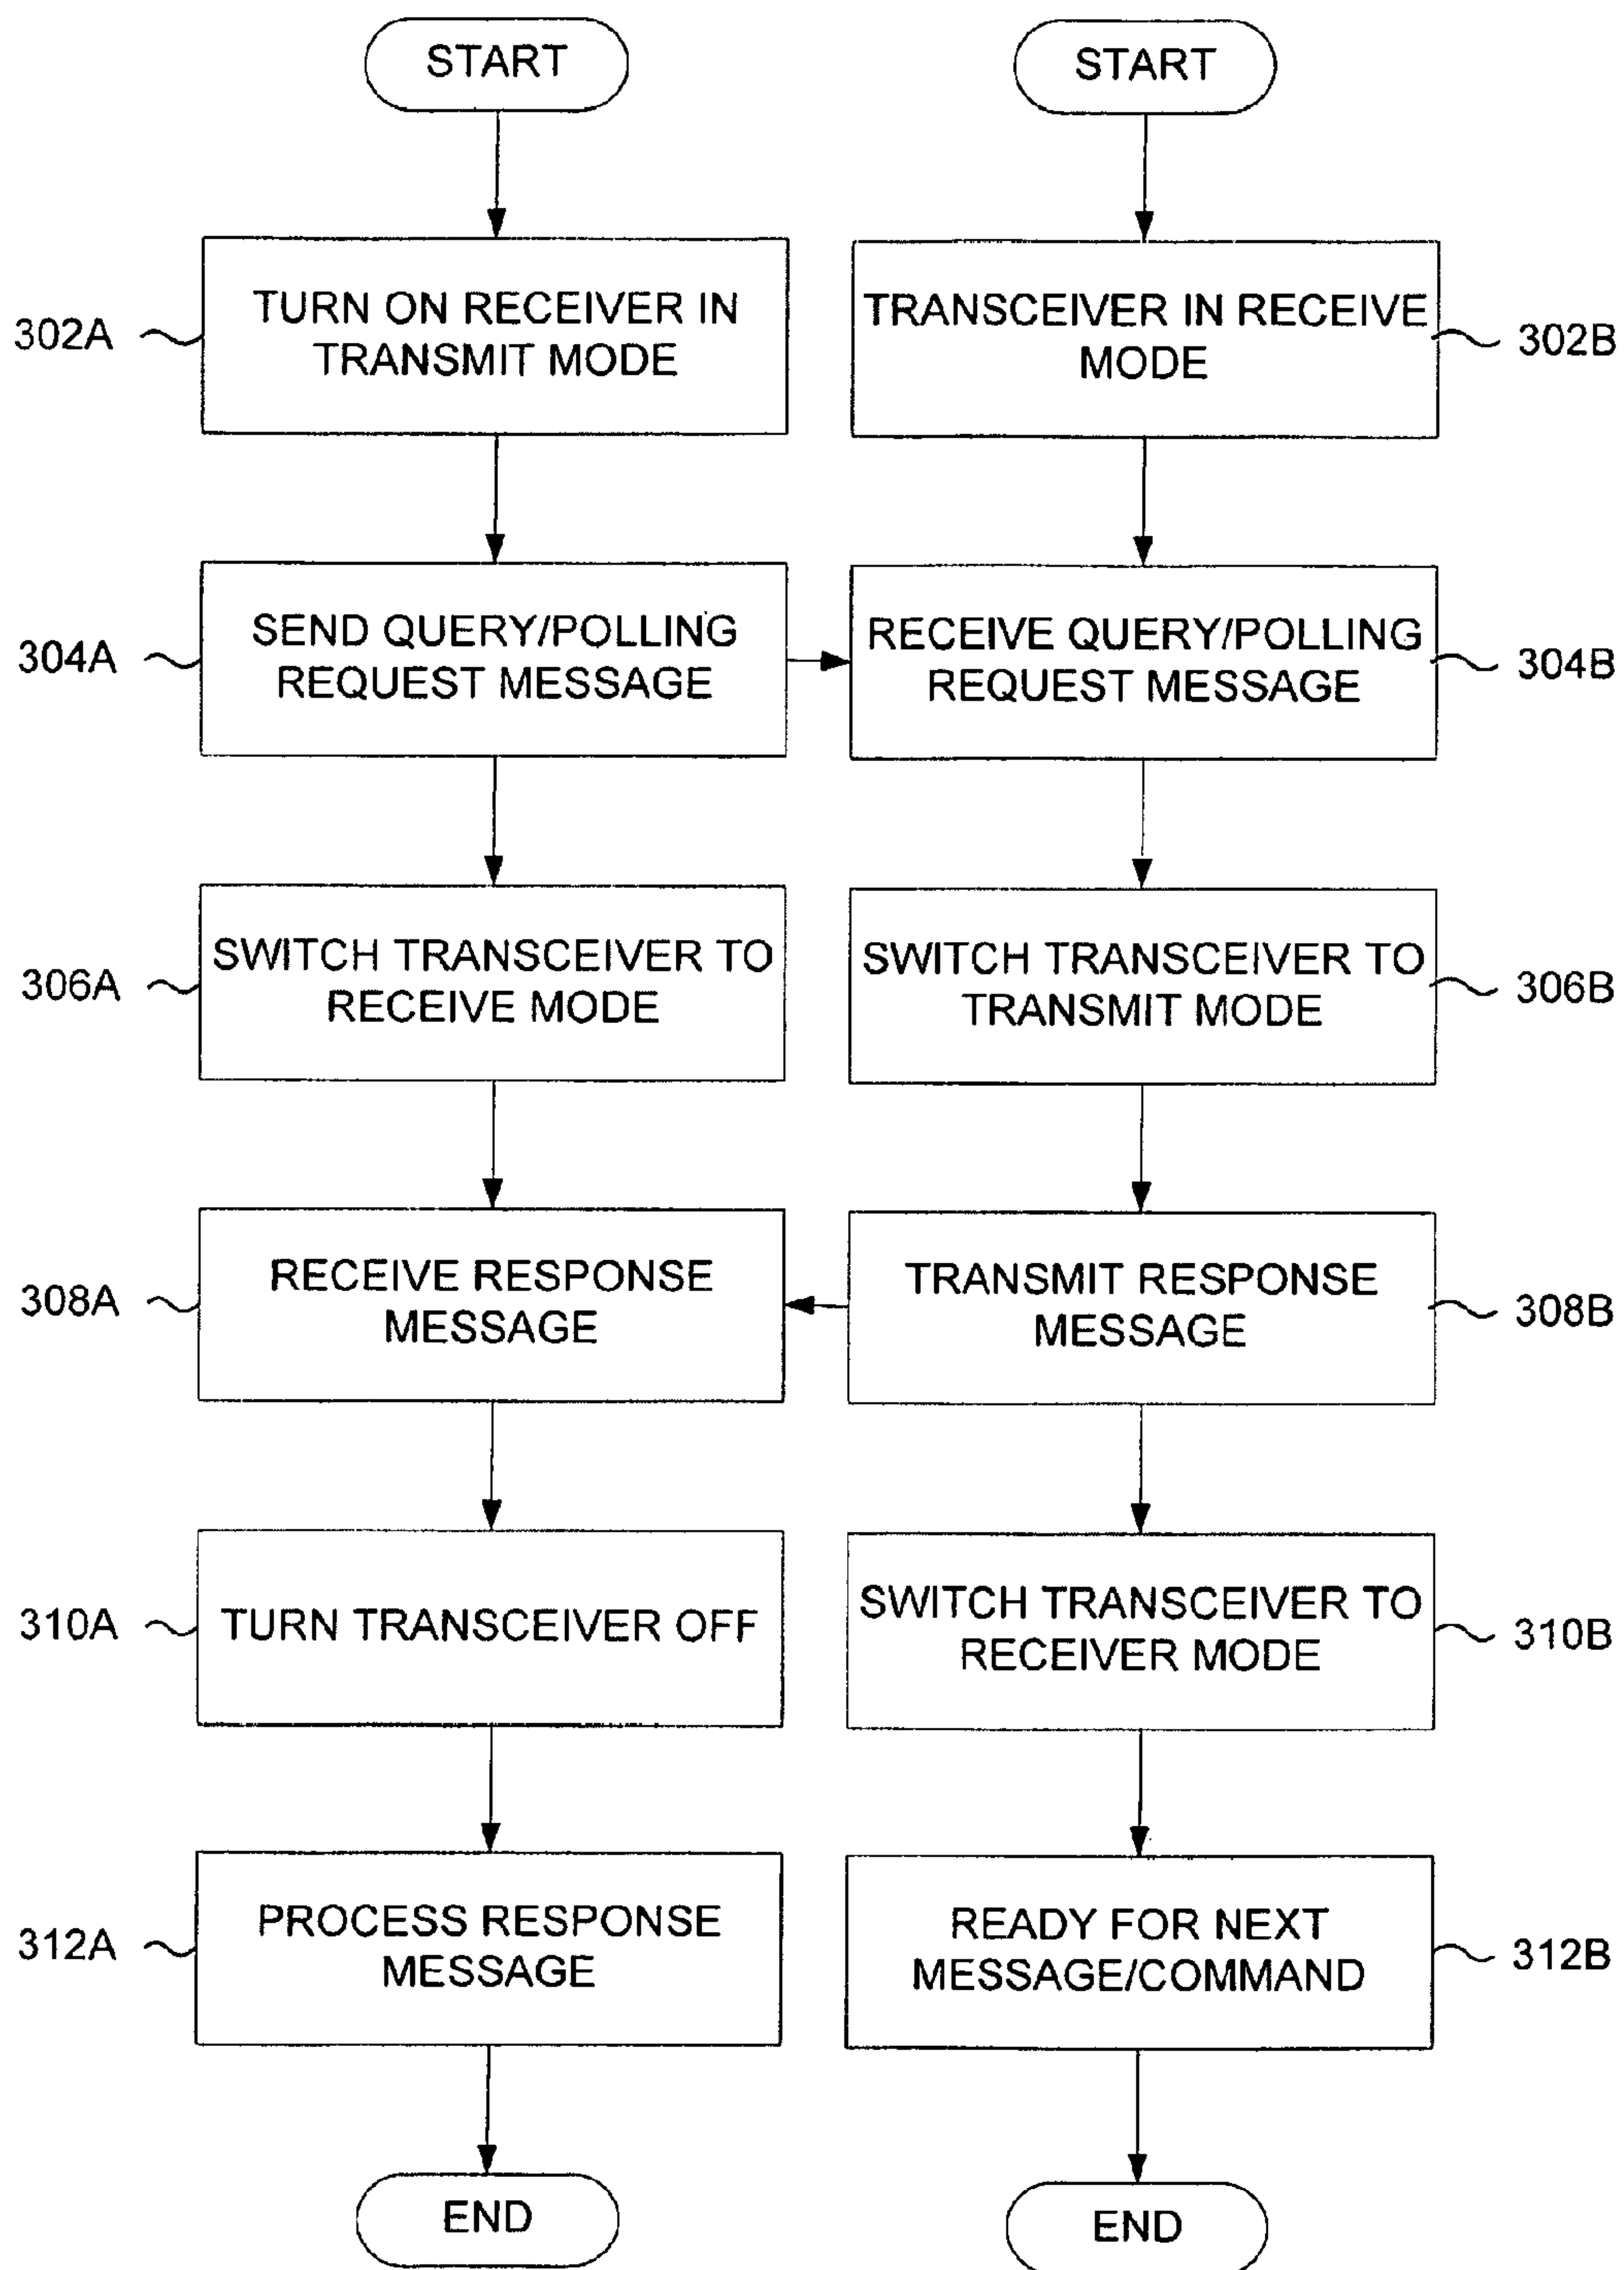 START
302A
TURN ON RECEIVER IN
TRANSMIT MODE
304A
SEND QUERY/POLLING
REQUEST MESSAGE
306A
SWITCH TRANSCEIVER TO
RECEIVE MODE
308A
RECEIVE RESPONSE
MESSAGE
310A
TURN TRANSCEIVER OFF
312A
PROCESS RESPONSE
MESSAGE
END
START
TRANSCEIVER IN RECEIVE
MODE
302B
RECEIVE QUERY/POLLING
REQUEST MESSAGE
304B
SWITCH TRANSCEIVER TO
TRANSMIT MODE
306B
TRANSMIT RESPONSE
MESSAGE
308B
SWITCH TRANSCEIVER TO
RECEIVER MODE
310B
READY FOR NEXT
MESSAGE/COMMAND
312B
END